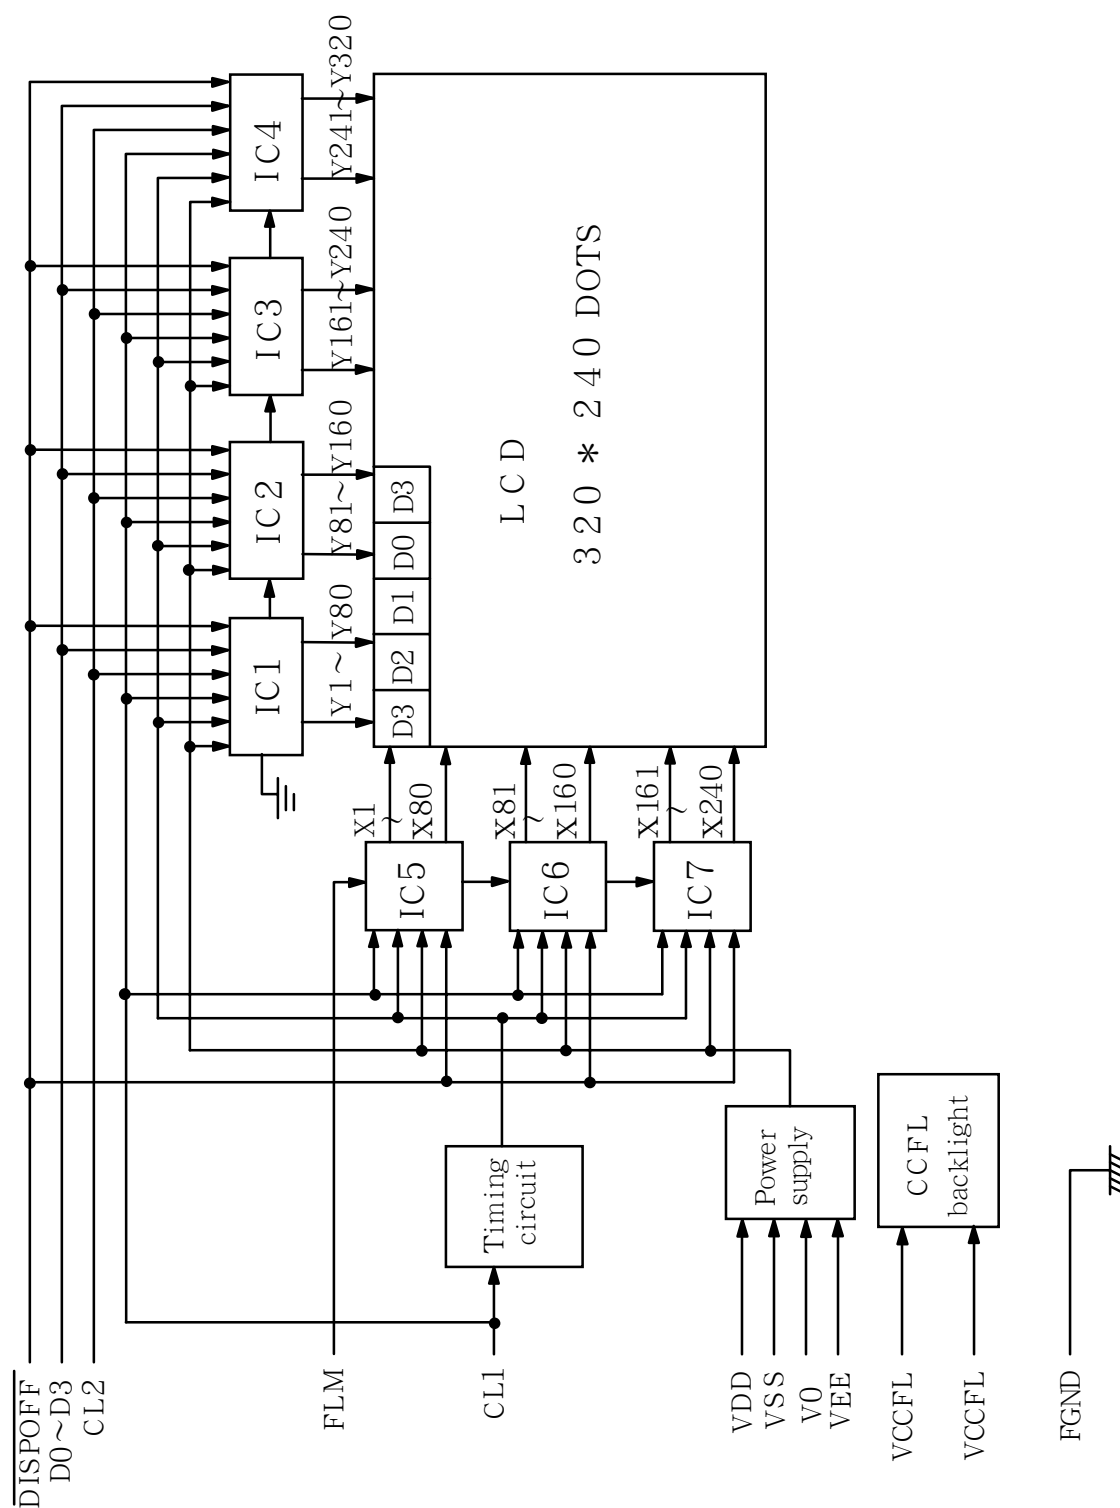 DISPOFF
D0~D3
CL2
FLM
CL1
VDD
VSS
V0
VEE
VCCFL
VCCFL
FGND
Timing
circuit
Power
supply
CCFL
backlight
IC5
IC6
IC7
X1
~
X80
X81
~
X160
X161
~
X240
IC1
IC2
IC3
IC4
Y1~Y80
Y81~Y160
Y161~Y240
Y241~Y320
D3
D2
D1
D0
D3
LCD
320 * 240 DOTS